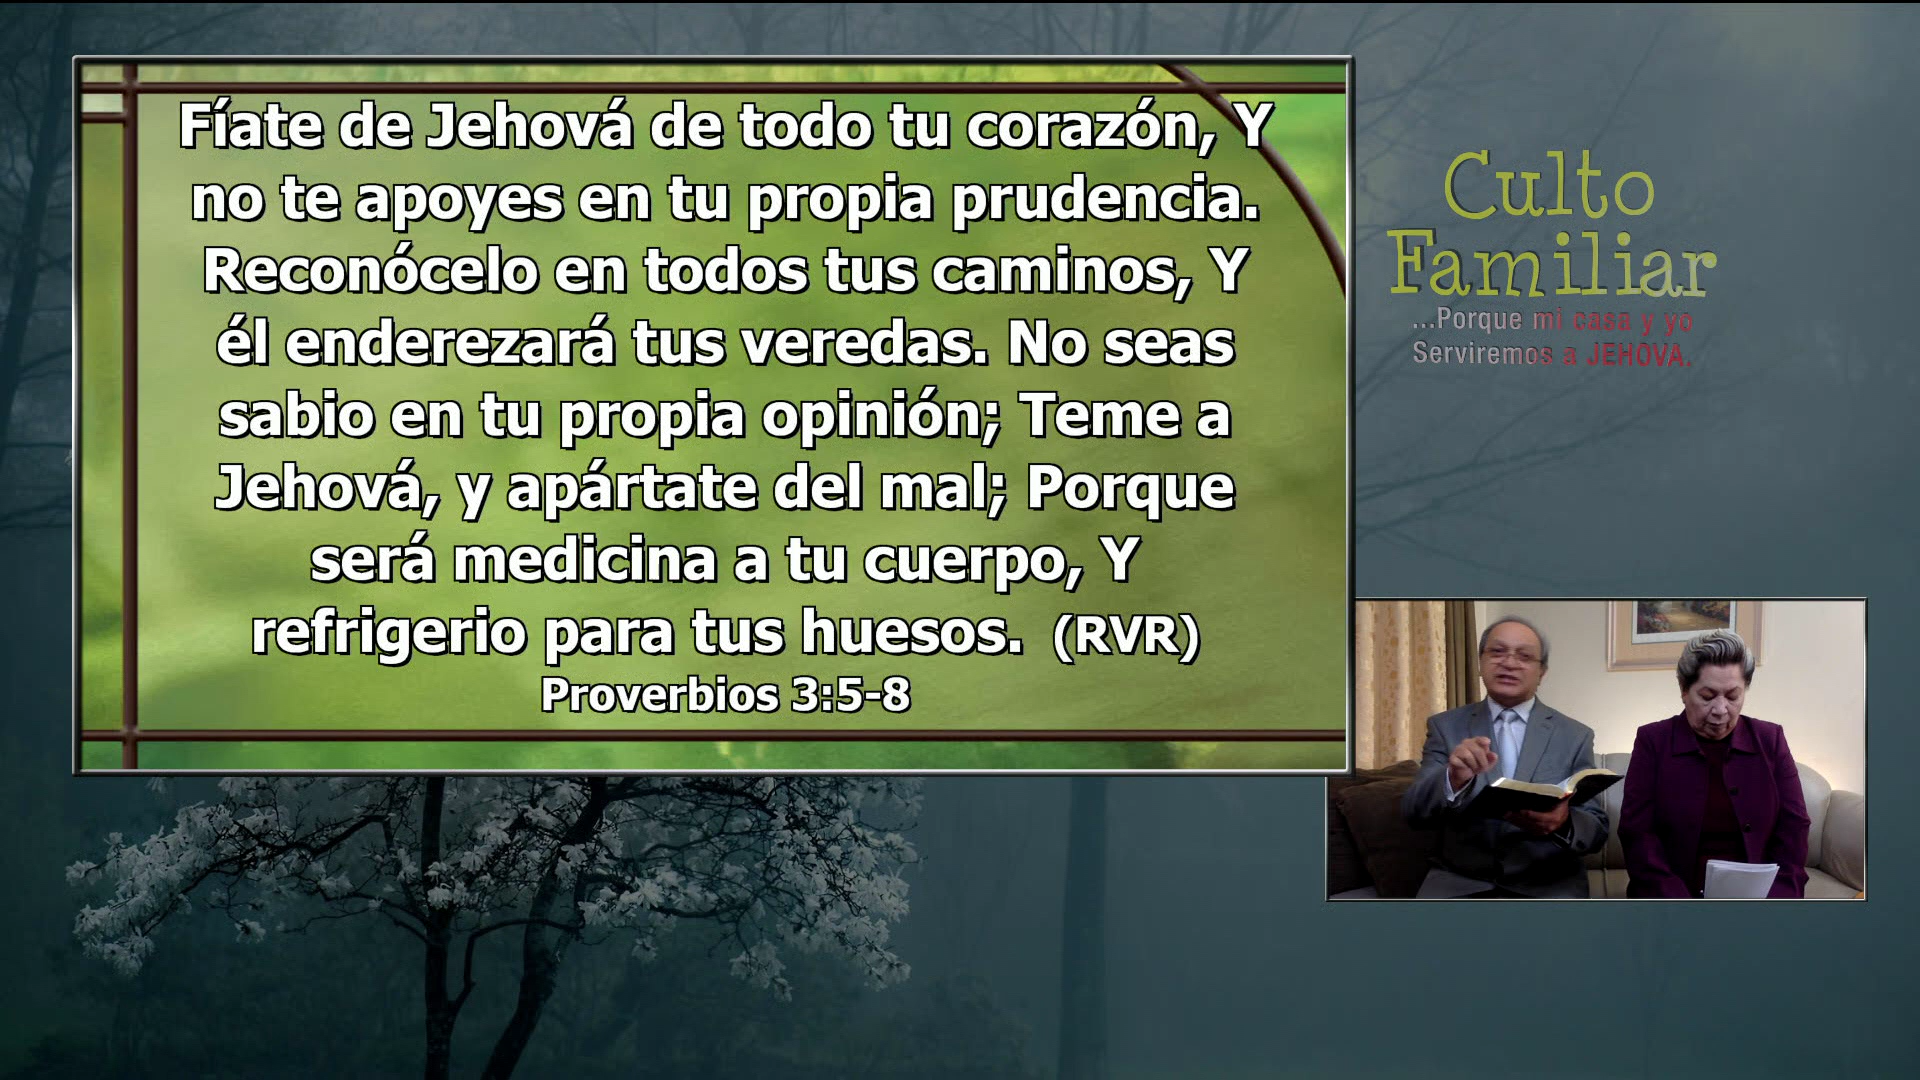 Fíate de Jehová de todo tu corazón, Y
no te apoyes en tu propia prudencia.
Reconócelo en todos tus caminos, Y
él enderezará tus veredas. No seas
sabio en tu propia opinión; Teme a
Jehová, y apártate del mal; Porque
será medicina a tu cuerpo, Y
refrigerio para tus huesos. (RVR)
Proverbios 3:5-8
Culto
Familiar
...Porque mi casa y yo
Serviremos a JEHOVA.